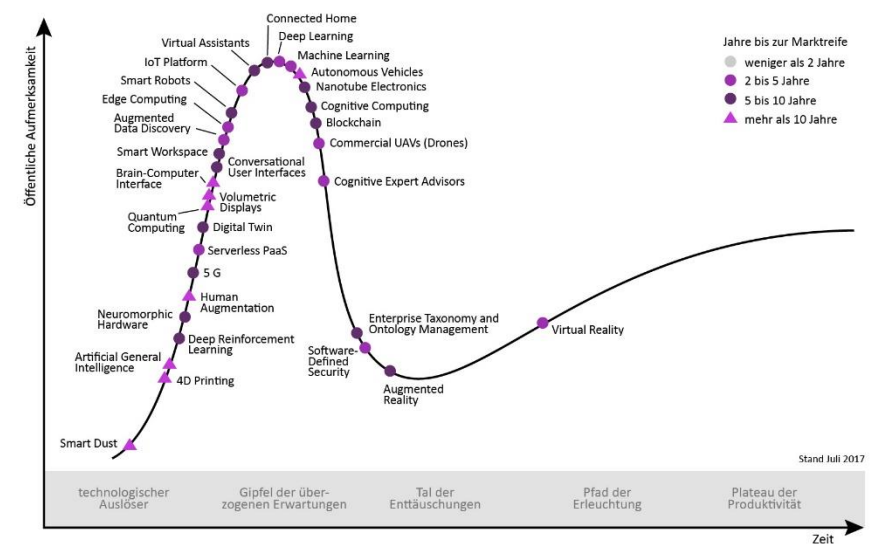 Connected Home
Deep Learning
Virtual Assistants
Machine Learning
IoT Platform
Autonomous Vehicles
Smart Robots
Nanotube Electronics
Edge Computing
Cognitive Computing
Augmented
Data Discovery
Blockchain
Commercial UAVs (Drones)
Smart Workspace
Conversational
User Interfaces
Brain-Computer
Interface
Cognitive Expert Advisors
Volumetric
Displays
Quantum
Computing
Digital Twin
Serverless PaaS
5 G
Human
Augmentation
Neuromorphic
Hardware
Deep Reinforcement
Learning
Artificial General
Intelligence
4D Printing
Smart Dust
Enterprise Taxonomy and
Ontology Management
Software-
Defined
Security
Augmented
Reality
Virtual Reality
Jahre bis zur Marktreife
weniger als 2 Jahre
2 bis 5 Jahre
5 bis 10 Jahre
mehr als 10 Jahre
Öffentliche Aufmerksamkeit
Stand Juli 2017
technologischer
Auslöser
Gipfel der über-
zogenen Erwartungen
Tal der
Enttäuschungen
Pfad der
Erleuchtung
Plateau der
Produktivität
Zeit